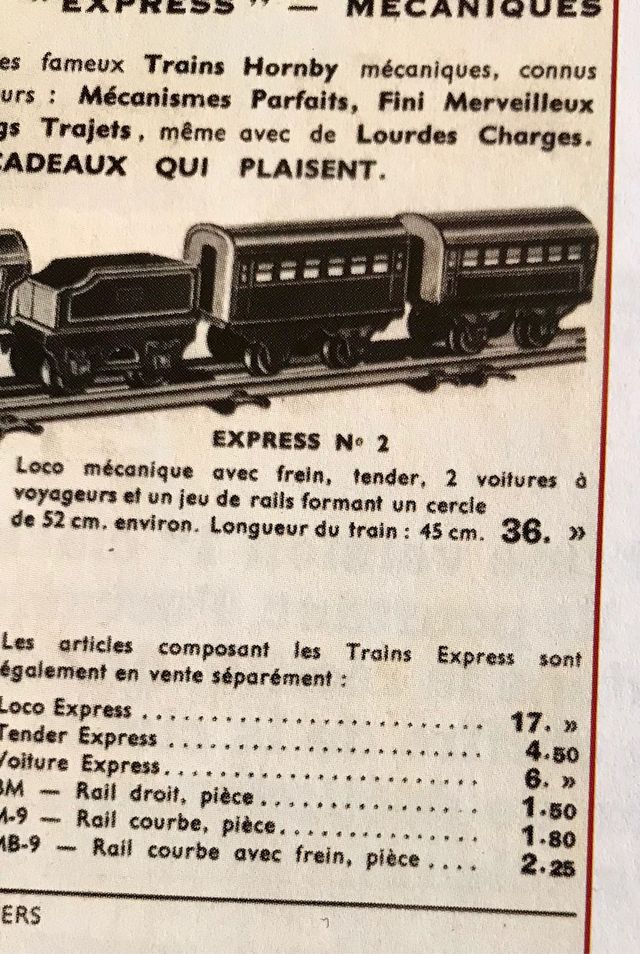 "EXPRESS" — MÉCANIQUES
es fameux Trains Hornby mécaniques, connus
urs : Mécanismes Parfaits, Fini Merveilleux
gs Trajets, même avec de Lourdes Charges.
CADEAUX QUI PLAISENT.
EXPRESS No 2
Loco mécanique avec frein, tender, 2 voitures à
voyageurs et un jeu de rails formant un cercle
de 52 cm. environ. Longueur du train : 45 cm. 36. »
Les articles composant les Trains Express sont
également en vente séparément :
Loco Express ........................ 17. »
Tender Express ...................... 4.50
Voiture Express...................... 6. »
BM — Rail droit, pièce................ 1.50
M-9 — Rail courbe, pièce.............. 1.80
MB-9 — Rail courbe avec frein, pièce .... 2.25
ERS